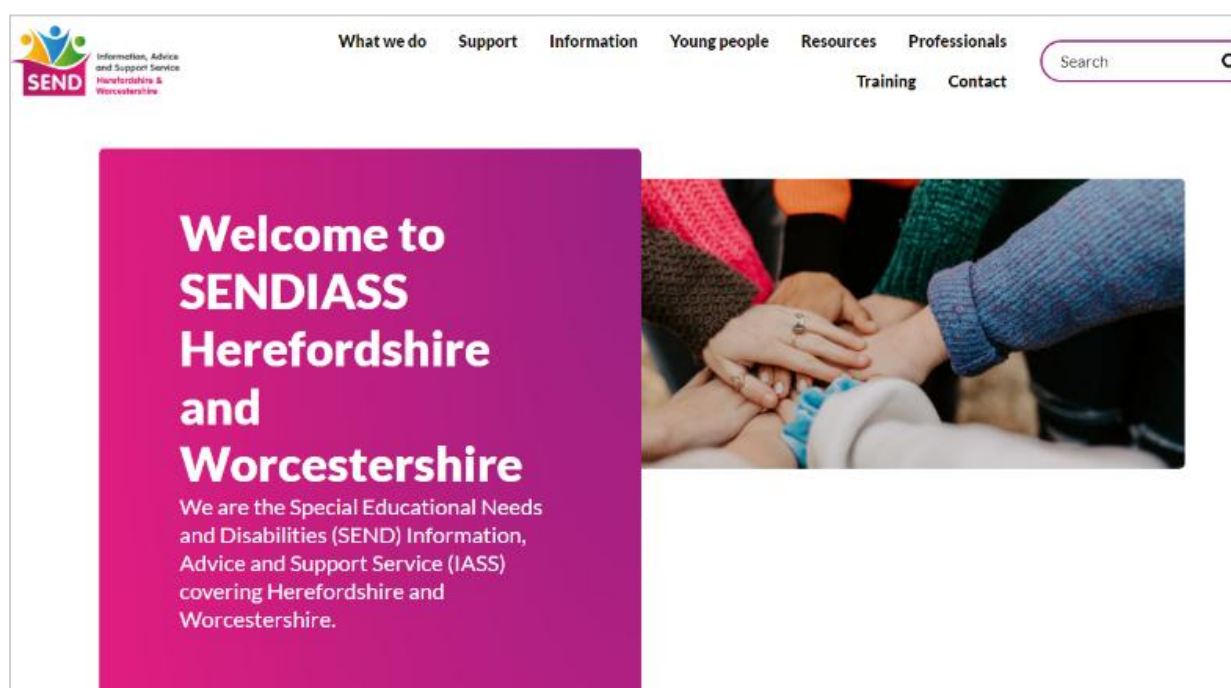 SEND
Information, Advice
and Support Service
Herefordshire &
Worcestershire
What we do Support Information Young people Resources Professionals
Training Contact
Search
Welcome to
SENDIASS
Herefordshire
and
Worcestershire
We are the Special Educational Needs
and Disabilities (SEND) Information,
Advice and Support Service (IASS)
covering Herefordshire and
Worcestershire.